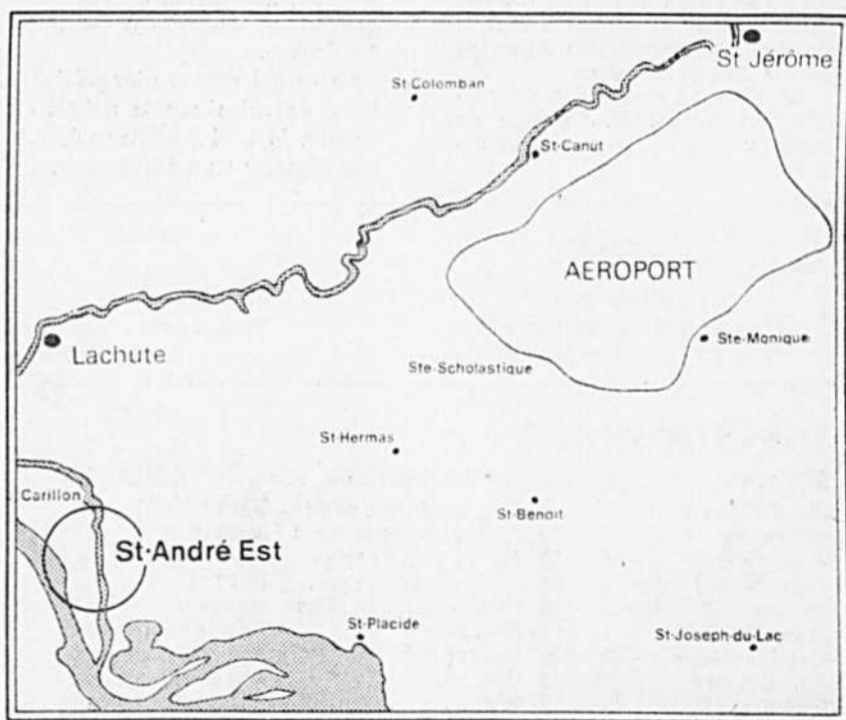 St Jérôme
St-Colomban
St-Canut
AEROPORT
Ste-Monique
Lachute
Ste-Scholastique
St-Hermas
Carillon
St-Benoit
St-André Est
St-Placide
St-Joseph-du-Lac